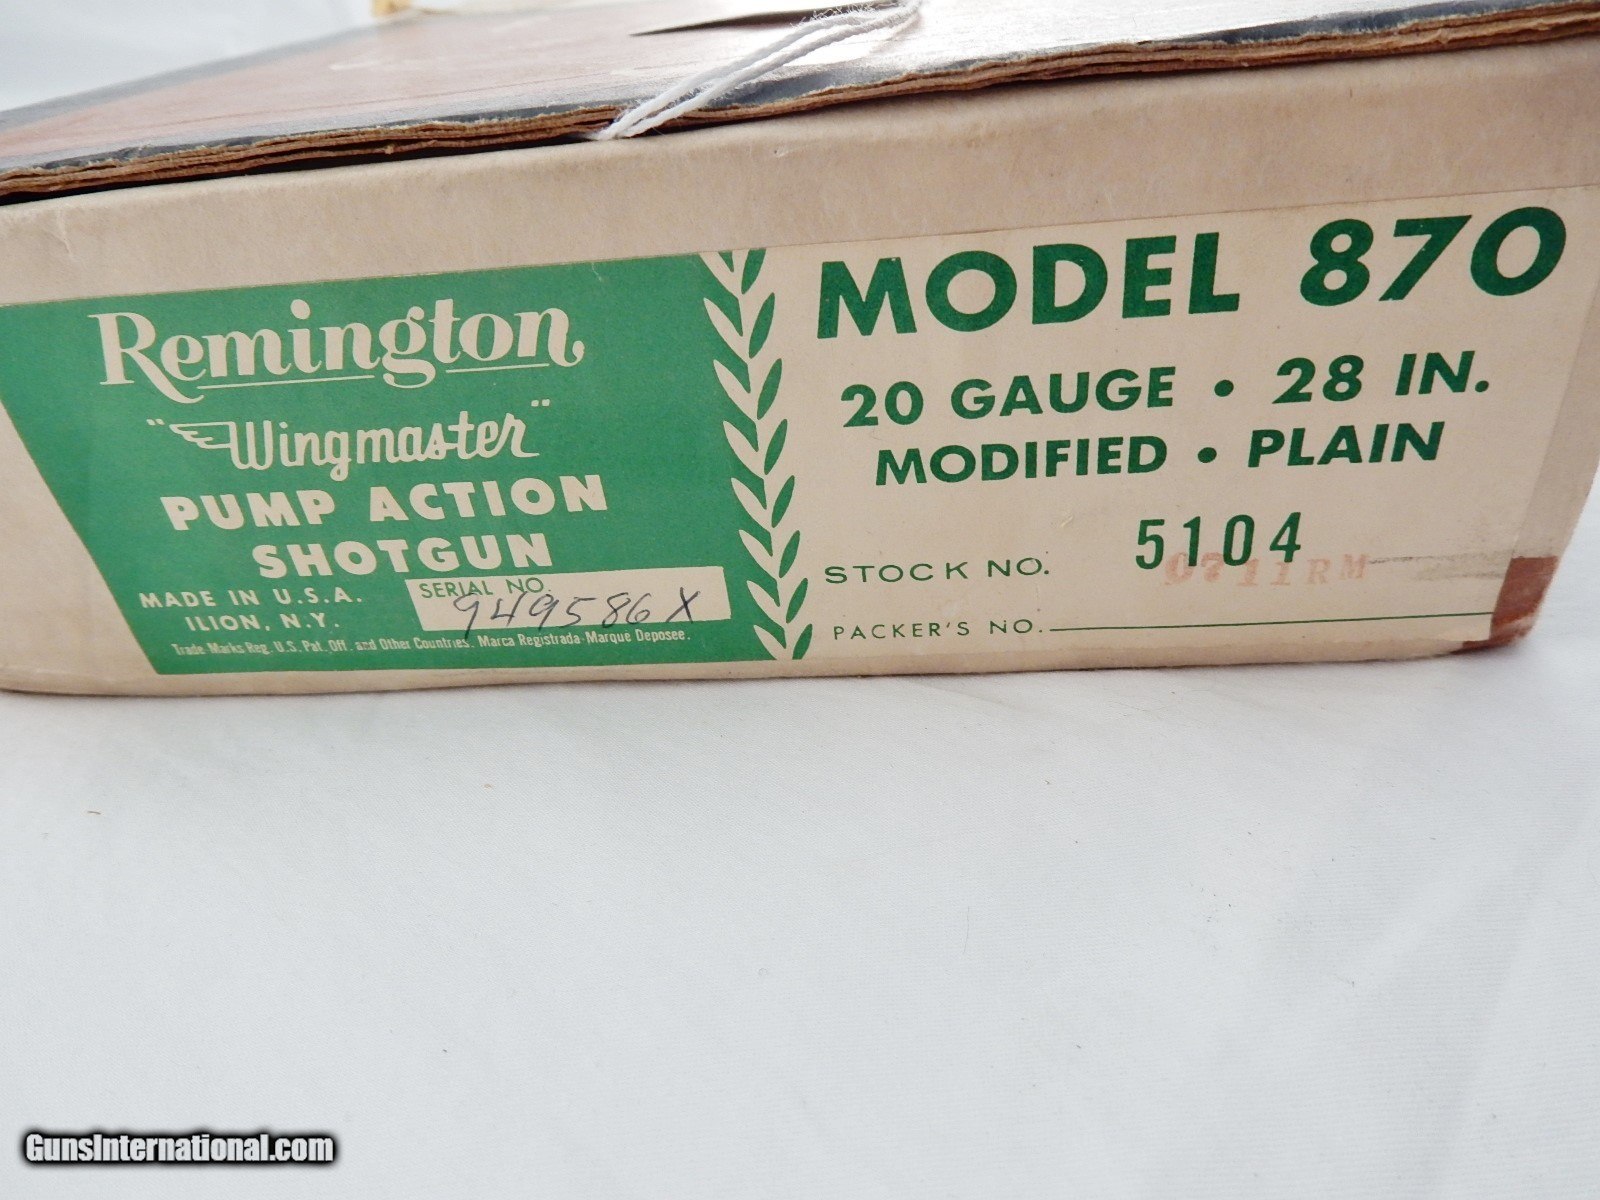 Remington
"Wingmaster"
PUMP ACTION
SHOTGUN
MADE IN U.S.A.
ILION, N.Y.
SERIAL NO.
949586X
Trade Marks Reg. U.S. Pat. Off. and Other Countries. Marca Registrada-Marque Deposee.
MODEL 870
20 GAUGE • 28 IN.
MODIFIED • PLAIN
STOCK NO. 5104
0711RM
PACKER'S NO.
GunsInternational.com